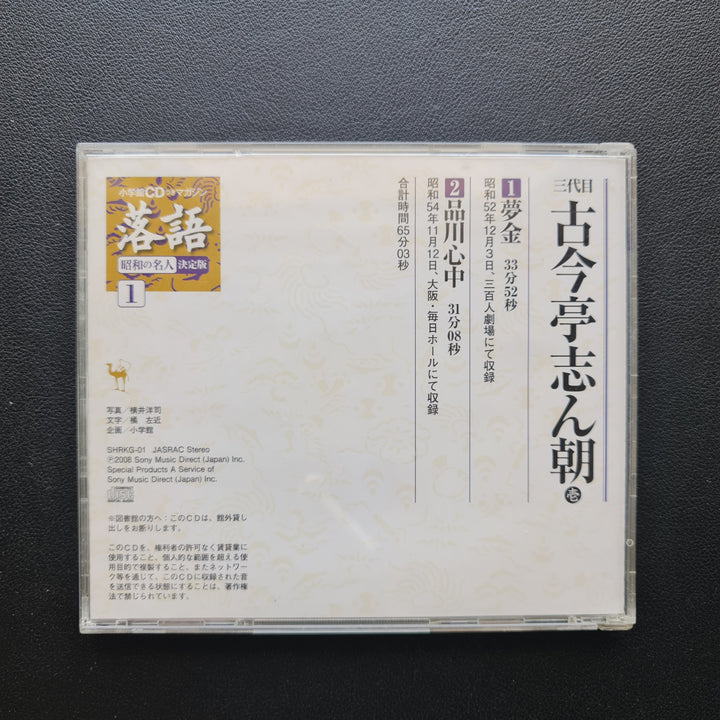 三代目
古今亭志ん朝 壱
1 夢金 33分52秒
昭和52年12月3日、三百人劇場にて収録
2 品川心中 31分08秒
昭和54年11月12日、大阪・毎日ホールにて収録
合計時間65分03秒
小学館CDつきマガジン
落語
昭和の名人 決定版
1
写真／横井洋司
文字／橘 左近
企画／小学館
SHRKG-01 JASRAC Stereo
Ⓟ2008 Sony Music Direct (Japan) Inc.
Special Products A Service of
Sony Music Direct (Japan) Inc.
※図書館の方へ：このCDは、館外貸し
出しをお断りします。
このCDを、権利者の許可なく賃貸業に
使用すること、個人的な範囲を超える使
用目的で複製すること、またネットワー
ク等を通じて、このCDに収録された音
を送信できる状態にすることは、著作権
法で禁じられています。